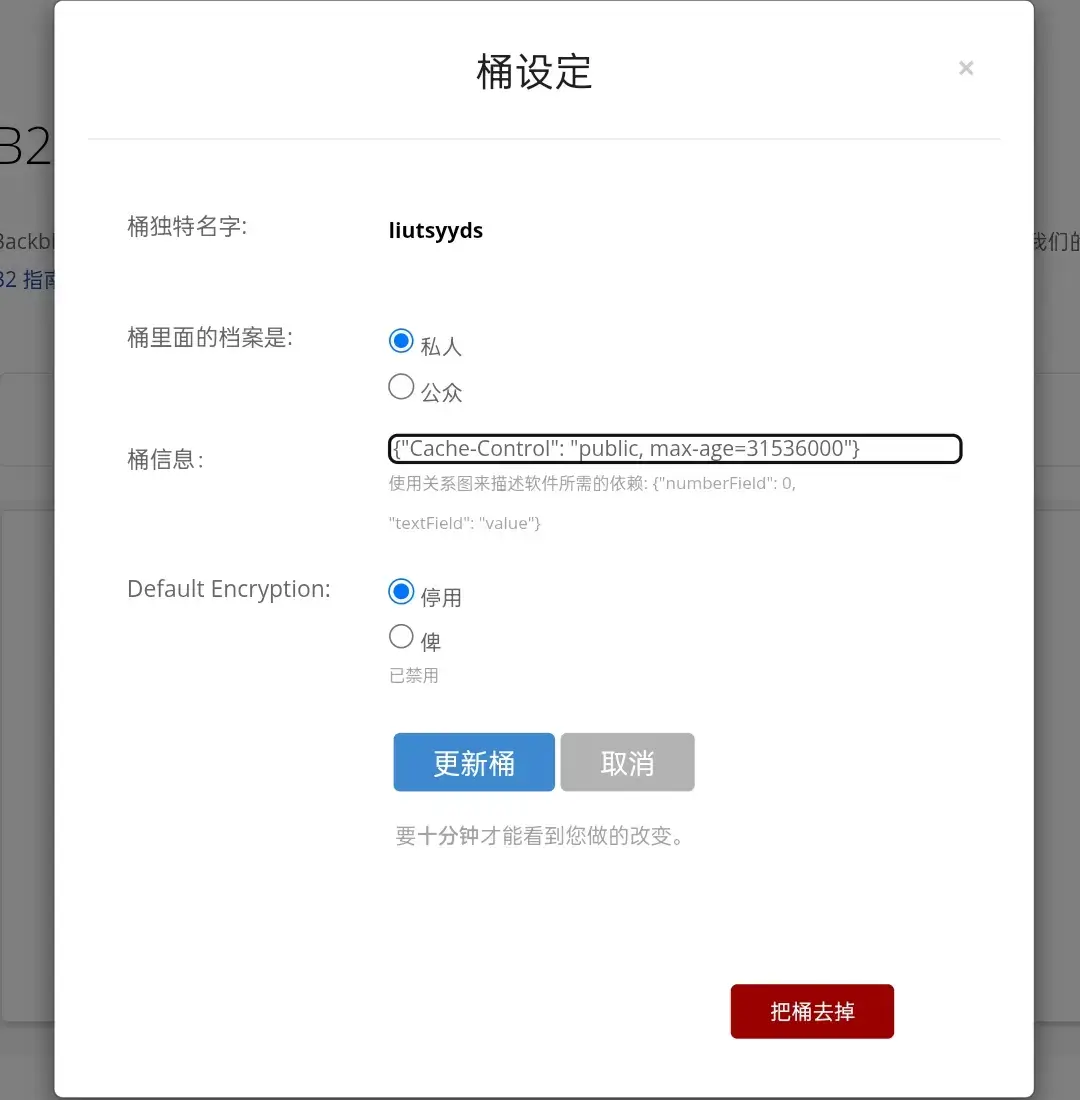 桶设定
×
B2
Backbl
我们的
B2 指南
桶独特名字:
liutsyyds
桶里面的档案是:
私人
公众
桶信息:
{"Cache-Control": "public, max-age=31536000"}
使用关系图来描述软件所需的依赖: {"numberField": 0,
"textField": "value"}
Default Encryption:
停用
俾
已禁用
更新桶
取消
要十分钟才能看到您做的改变。
把桶去掉